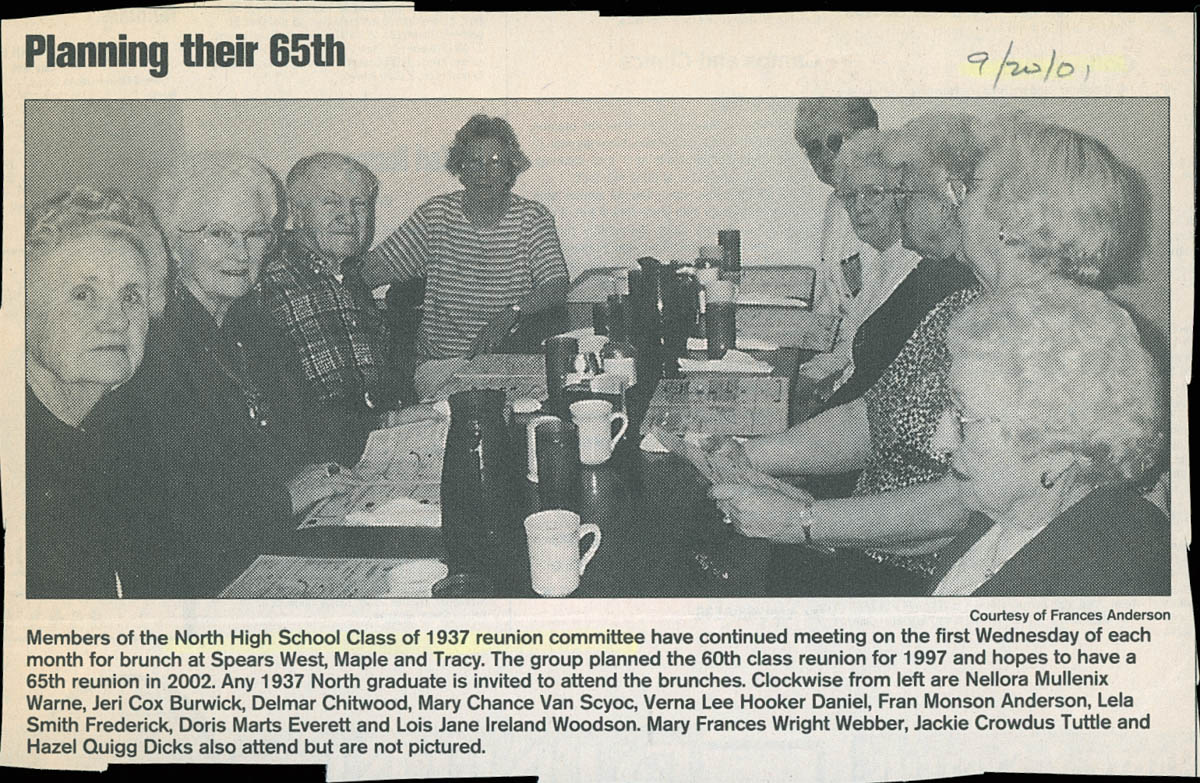 Planning their 65th
9/20/01
Courtesy of Frances Anderson
Members of the North High School Class of 1937 reunion committee have continued meeting on the first Wednesday of each
month for brunch at Spears West, Maple and Tracy. The group planned the 60th class reunion for 1997 and hopes to have a
65th reunion in 2002. Any 1937 North graduate is invited to attend the brunches. Clockwise from left are Nellora Mullenix
Warne, Jeri Cox Burwick, Delmar Chitwood, Mary Chance Van Scyoc, Verna Lee Hooker Daniel, Fran Monson Anderson, Lela
Smith Frederick, Doris Marts Everett and Lois Jane Ireland Woodson. Mary Frances Wright Webber, Jackie Crowdus Tuttle and
Hazel Quigg Dicks also attend but are not pictured.